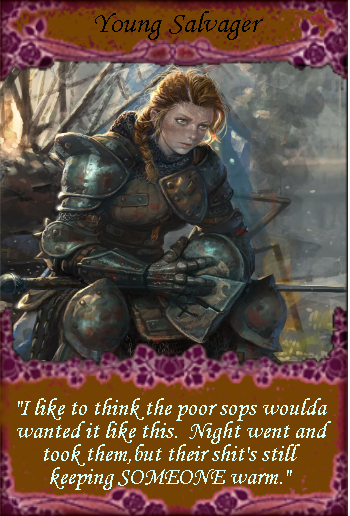 Young Salvager
"I like to think the poor sops woulda
wanted it like this. Night went and
took them,but their shit's still
keeping SOMEONE warm."